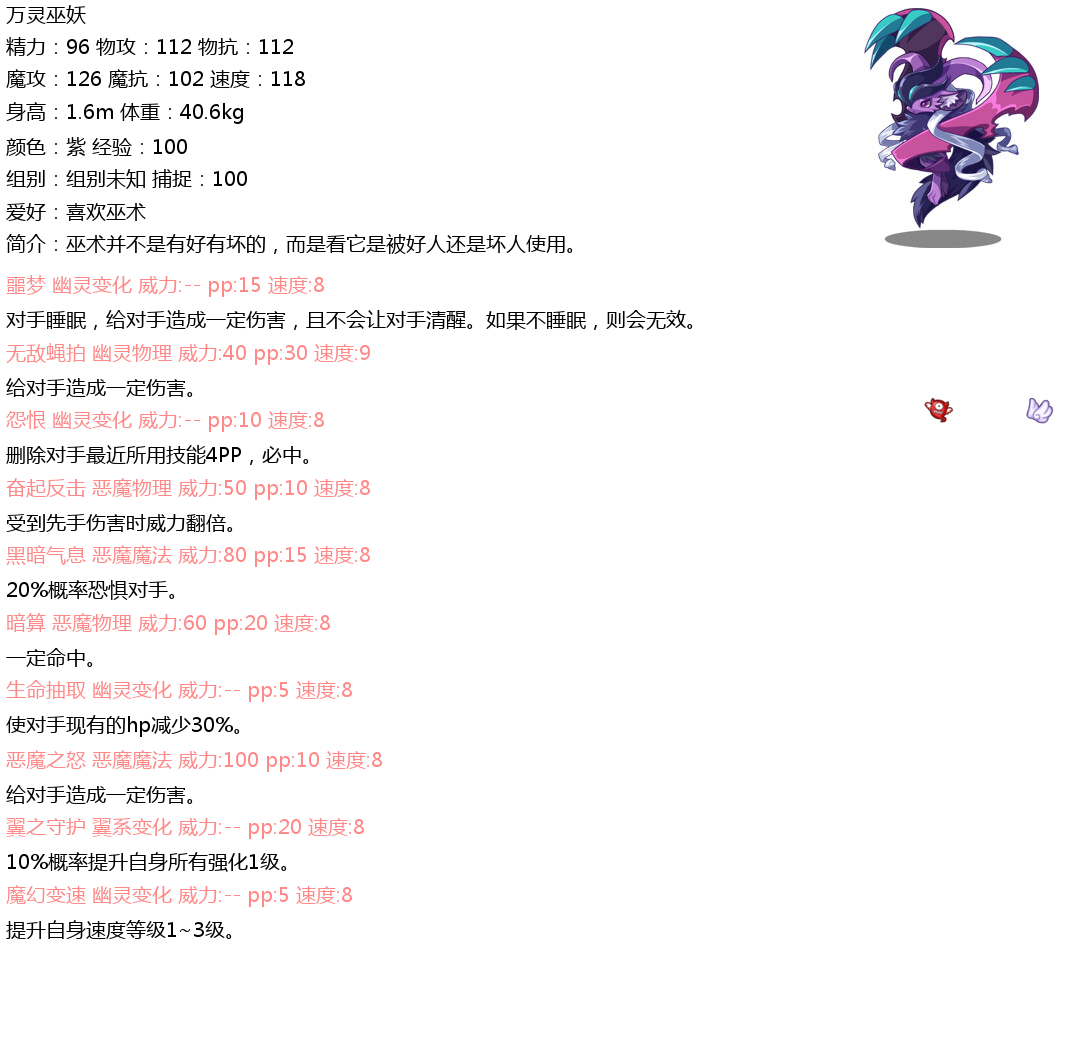 万灵巫妖
精力：96 物攻：112 物抗：112
魔攻：126 魔抗：102 速度：118
身高：1.6m 体重：40.6kg
颜色：紫 经验：100
组别：组别未知 捕捉：100
爱好：喜欢巫术
简介：巫术并不是有好有坏的，而是看它是被好人还是坏人使用。
噩梦 幽灵变化 威力:-- pp:15 速度:8
对手睡眠，给对手造成一定伤害，且不会让对手清醒。如果不睡眠，则会无效。
无敌蝇拍 幽灵物理 威力:40 pp:30 速度:9
给对手造成一定伤害。
怨恨 幽灵变化 威力:-- pp:10 速度:8
删除对手最近所用技能4PP，必中。
奋起反击 恶魔物理 威力:50 pp:10 速度:8
受到先手伤害时威力翻倍。
黑暗气息 恶魔魔法 威力:80 pp:15 速度:8
20%概率恐惧对手。
暗算 恶魔物理 威力:60 pp:20 速度:8
一定命中。
生命抽取 幽灵变化 威力:-- pp:5 速度:8
使对手现有的hp减少30%。
恶魔之怒 恶魔魔法 威力:100 pp:10 速度:8
给对手造成一定伤害。
翼之守护 翼系变化 威力:-- pp:20 速度:8
10%概率提升自身所有强化1级。
魔幻变速 幽灵变化 威力:-- pp:5 速度:8
提升自身速度等级1~3级。